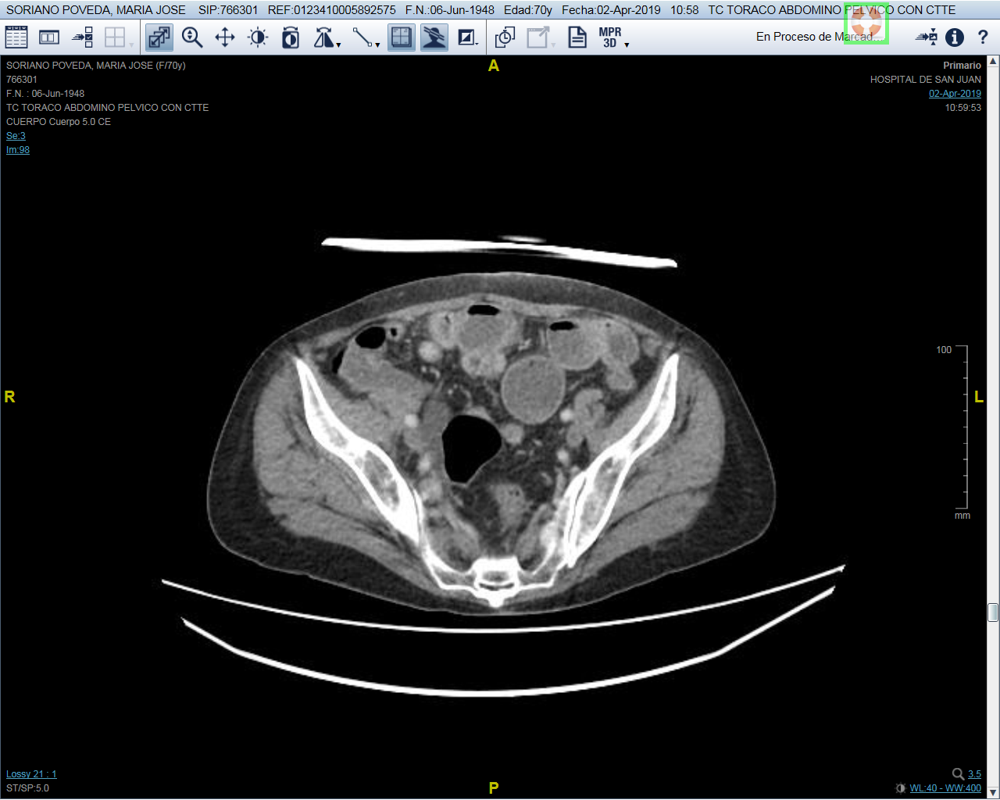 SORIANO POVEDA, MARIA JOSE SIP:766301 REF:0123410005892575 F.N.:06-Jun-1948 Edad:70y Fecha:02-Apr-2019 10:58 TC TORACO ABDOMINO PELVICO CON CTTE
MPR
3D
En Proceso de Marcad...
SORIANO POVEDA, MARIA JOSE (F/70y)
766301
F.N. : 06-Jun-1948
TC TORACO ABDOMINO PELVICO CON CTTE
CUERPO Cuerpo 5.0 CE
Se:3
Im:98
A
Primario
HOSPITAL DE SAN JUAN
02-Apr-2019
10:59:53
100
R
L
mm
Lossy 21 : 1
ST/SP:5.0
P
3.5
WL:40 - WW:400